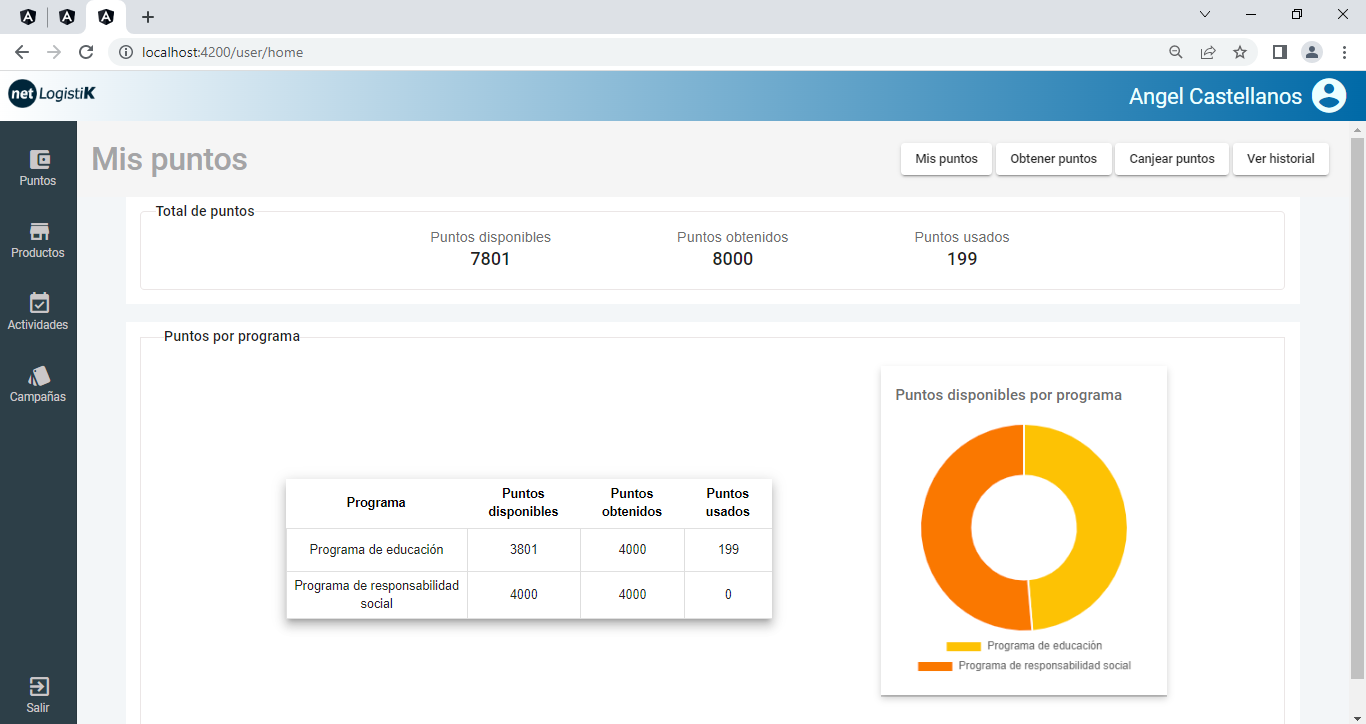 localhost:4200/user/home
net LogistiK
Angel Castellanos
Puntos
Productos
Actividades
Campañas
Salir
Mis puntos
Mis puntos
Obtener puntos
Canjear puntos
Ver historial
Total de puntos
Puntos disponibles
7801
Puntos obtenidos
8000
Puntos usados
199
Puntos por programa
Programa
Puntos
disponibles
Puntos
obtenidos
Puntos
usados
Programa de educación
3801
4000
199
Programa de responsabilidad
social
4000
4000
0
Puntos disponibles por programa
Programa de educación
Programa de responsabilidad social